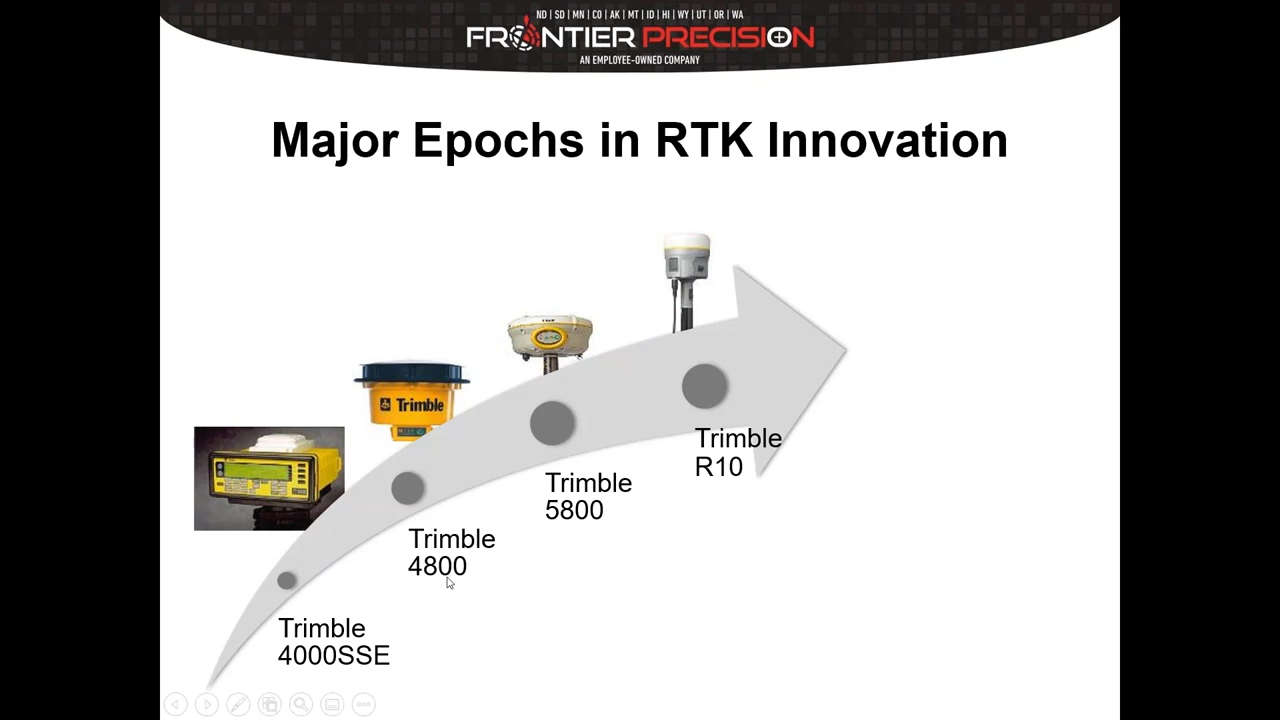 ND | SD | MN | CO | AK | MT | ID | HI | WY | UT | OR | WA
FRONTIER PRECISION
AN EMPLOYEE-OWNED COMPANY
Major Epochs in RTK Innovation
Trimble
Trimble
R10
Trimble
5800
Trimble
4800
Trimble
4000SSE